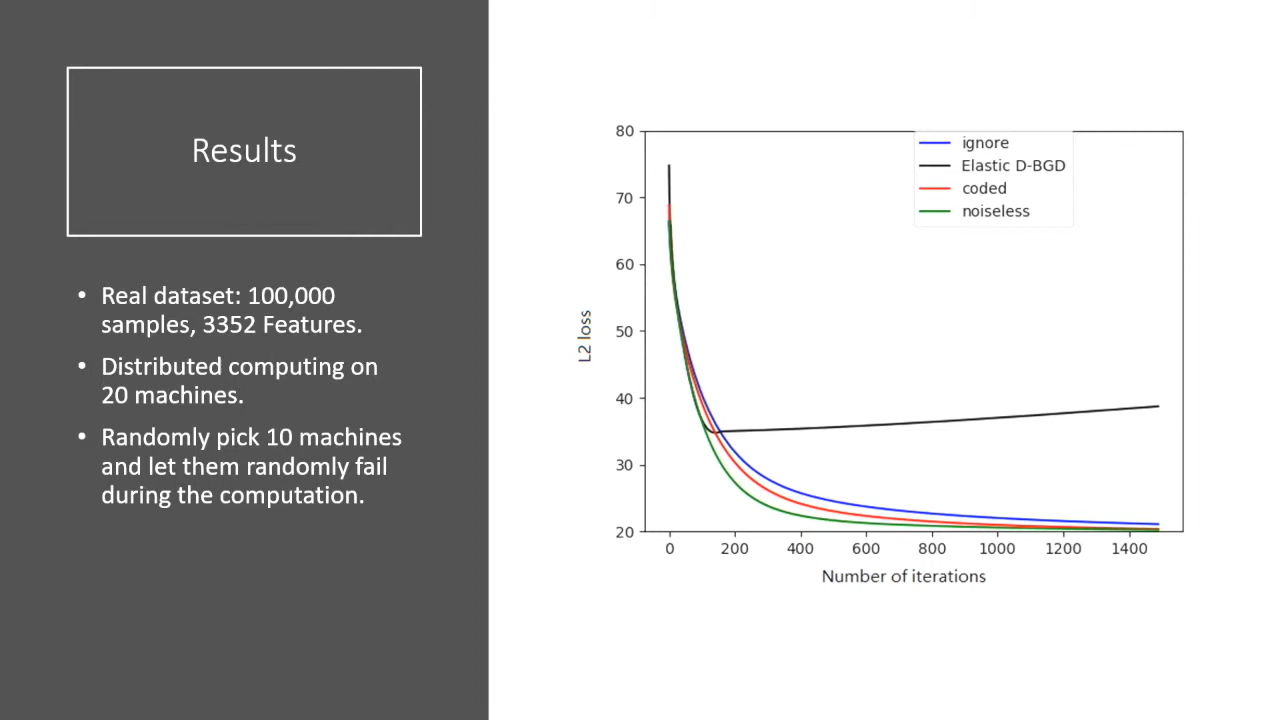 Results
• Real dataset: 100,000
samples, 3352 Features.
• Distributed computing on
20 machines.
• Randomly pick 10 machines
and let them randomly fail
during the computation.
80
70
60
50
40
30
20
L2 loss
ignore
Elastic D-BGD
coded
noiseless
0 200 400 600 800 1000 1200 1400
Number of iterations